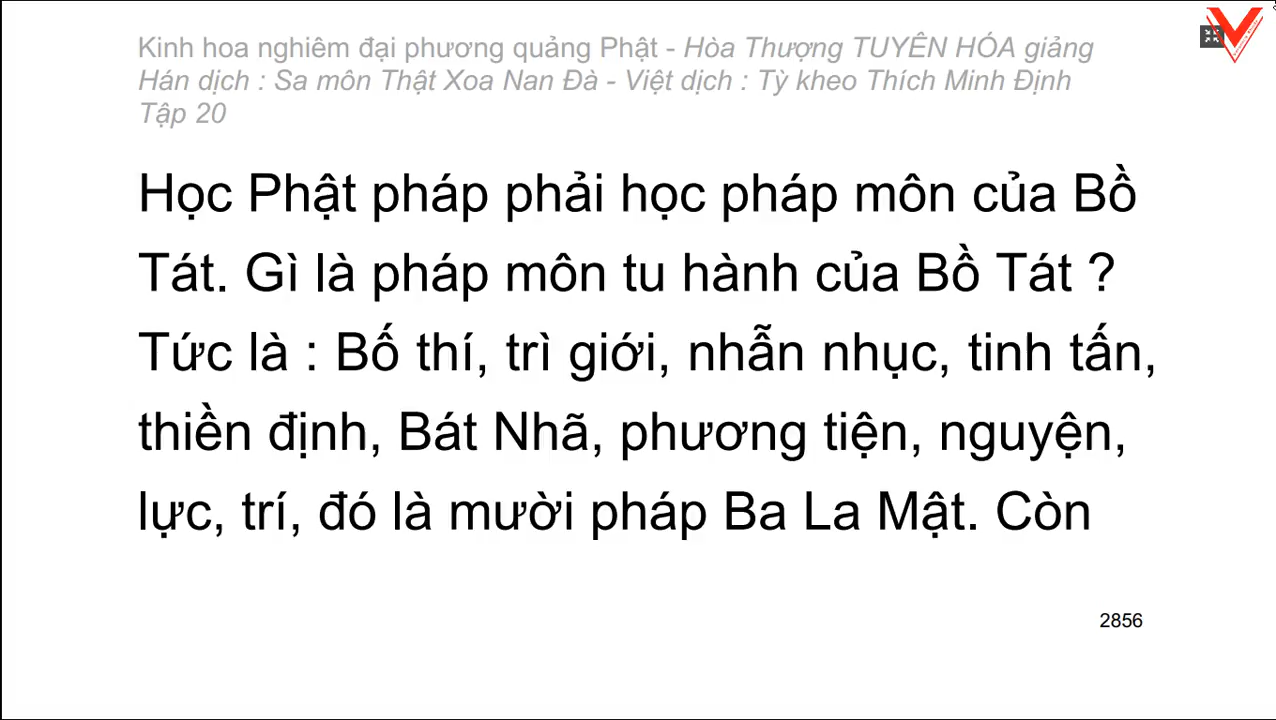 Kinh hoa nghiêm đại phương quảng Phật - Hòa Thượng TUYÊN HÓA giảng
Hán dịch : Sa môn Thật Xoa Nan Đà - Việt dịch : Tỳ kheo Thích Minh Định
Tập 20
Học Phật pháp phải học pháp môn của Bồ
Tát. Gì là pháp môn tu hành của Bồ Tát ?
Tức là : Bố thí, trì giới, nhẫn nhục, tinh tấn,
thiền định, Bát Nhã, phương tiện, nguyện,
lực, trí, đó là mười pháp Ba La Mật. Còn
2856